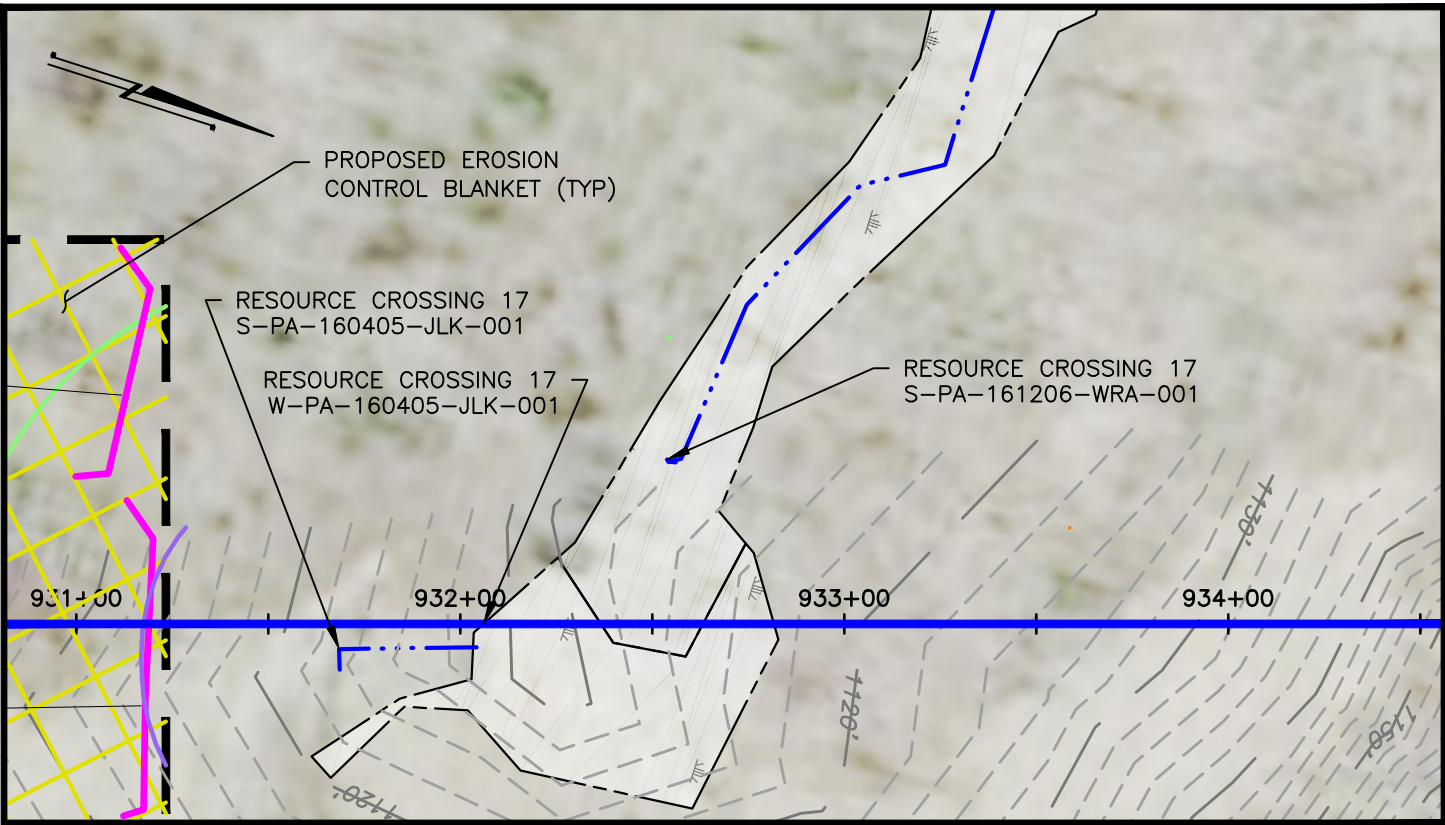 PROPOSED EROSION
CONTROL BLANKET (TYP)
RESOURCE CROSSING 17
S-PA-160405-JLK-001
RESOURCE CROSSING 17
W-PA-160405-JLK-001
RESOURCE CROSSING 17
S-PA-161206-WRA-001
1130'
931+00
932+00
933+00
934+00
1120'
1150'
1120'